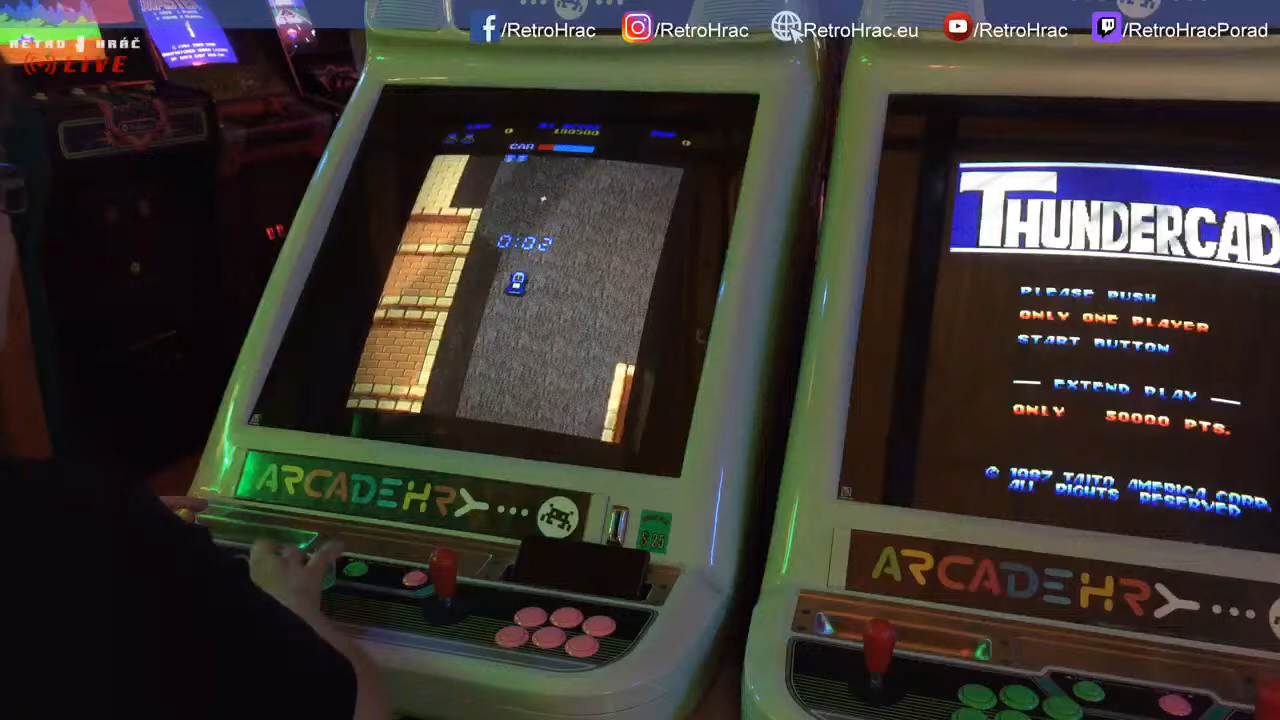 /RetroHrac
/RetroHrac
RetroHrac.eu
/RetroHrac
/RetroHracPorad
RETRO HRÁČ
LIVE
CAR
0:02
THUNDERCAD
PLEASE PUSH
ONLY ONE PLAYER
START BUTTON
EXTEND PLAY
ONLY 50000 PTS.
© 1987 TAITO AMERICA CORP.
ALL RIGHTS RESERVED
ARCADEHRY
ARCADEHRY